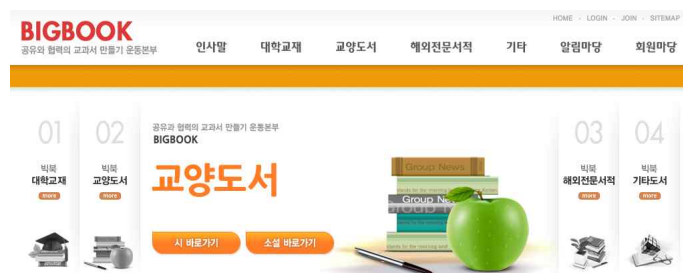 HOME · LOGIN · JOIN · SITEMAP
BIGBOOK
공유와 협력의 교과서 만들기 운동본부
인사말 대학교재 교양도서 해외전문서적 기타 알림마당 회원마당
01
빅북
대학교재
more
02
빅북
교양도서
more
공유과 협력의 교과서 만들기 운동본부
BIGBOOK
교양도서
시 바로가기
소설 바로가기
Group News
Group News
03
빅북
해외전문서적
more
04
빅북
기타도서
more